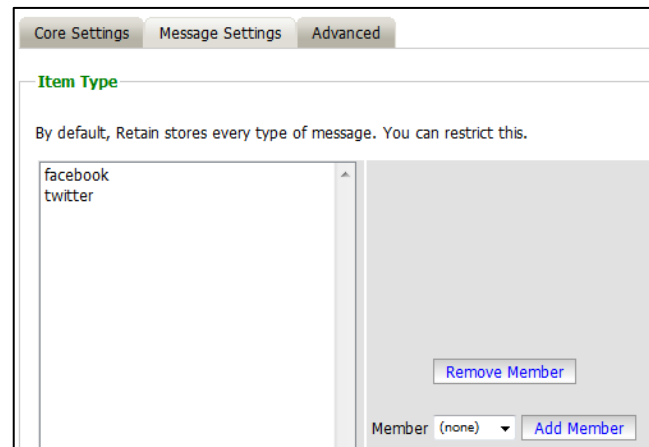 Core Settings Message Settings Advanced
Item Type
By default, Retain stores every type of message. You can restrict this.
facebook
twitter
Remove Member
Member (none) Add Member